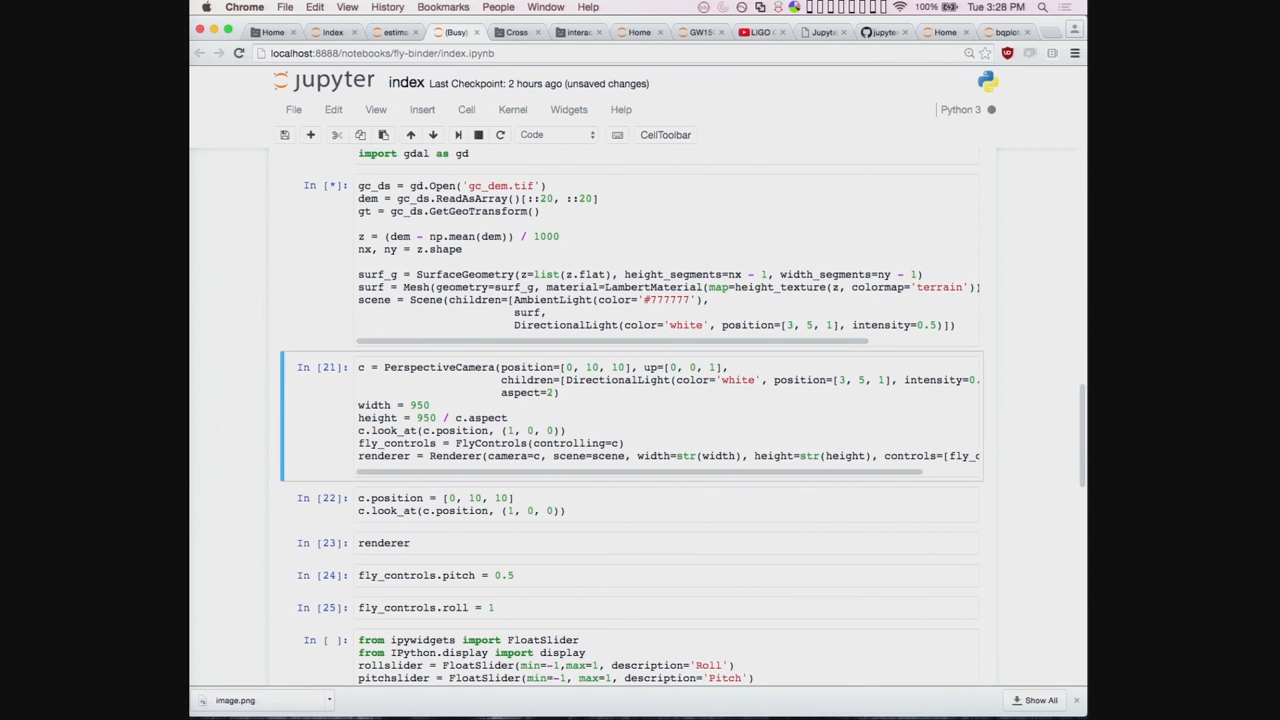 Chrome File Edit View History Bookmarks People Window Help 100% Tue 3:28 PM
Home Index estima (Busy) Cross interac Home GW15 LIGO Jupyte jupyter Home bqplot
localhost:8888/notebooks/fly-binder/index.ipynb
jupyter index Last Checkpoint: 2 hours ago (unsaved changes)
File Edit View Insert Cell Kernel Widgets Help Python 3
Code CellToolbar
import gdal as gd
In [*]: gc_ds = gd.Open('gc_dem.tif')
dem = gc_ds.ReadAsArray()[::20, ::20]
gt = gc_ds.GetGeoTransform()
z = (dem - np.mean(dem)) / 1000
nx, ny = z.shape
surf_g = SurfaceGeometry(z=list(z.flat), height_segments=nx - 1, width_segments=ny - 1)
surf = Mesh(geometry=surf_g, material=LambertMaterial(map=height_texture(z, colormap='terrain'))
scene = Scene(children=[AmbientLight(color='#777777'),
surf,
DirectionalLight(color='white', position=[3, 5, 1], intensity=0.5)])
In [21]: c = PerspectiveCamera(position=[0, 10, 10], up=[0, 0, 1],
children=[DirectionalLight(color='white', position=[3, 5, 1], intensity=0.
aspect=2)
width = 950
height = 950 / c.aspect
c.look_at(c.position, (1, 0, 0))
fly_controls = FlyControls(controlling=c)
renderer = Renderer(camera=c, scene=scene, width=str(width), height=str(height), controls=[fly_c
In [22]: c.position = [0, 10, 10]
c.look_at(c.position, (1, 0, 0))
In [23]: renderer
In [24]: fly_controls.pitch = 0.5
In [25]: fly_controls.roll = 1
In [ ]: from ipywidgets import FloatSlider
from IPython.display import display
rollslider = FloatSlider(min=-1,max=1, description='Roll')
pitchslider = FloatSlider(min=-1, max=1, description='Pitch')
image.png Show All